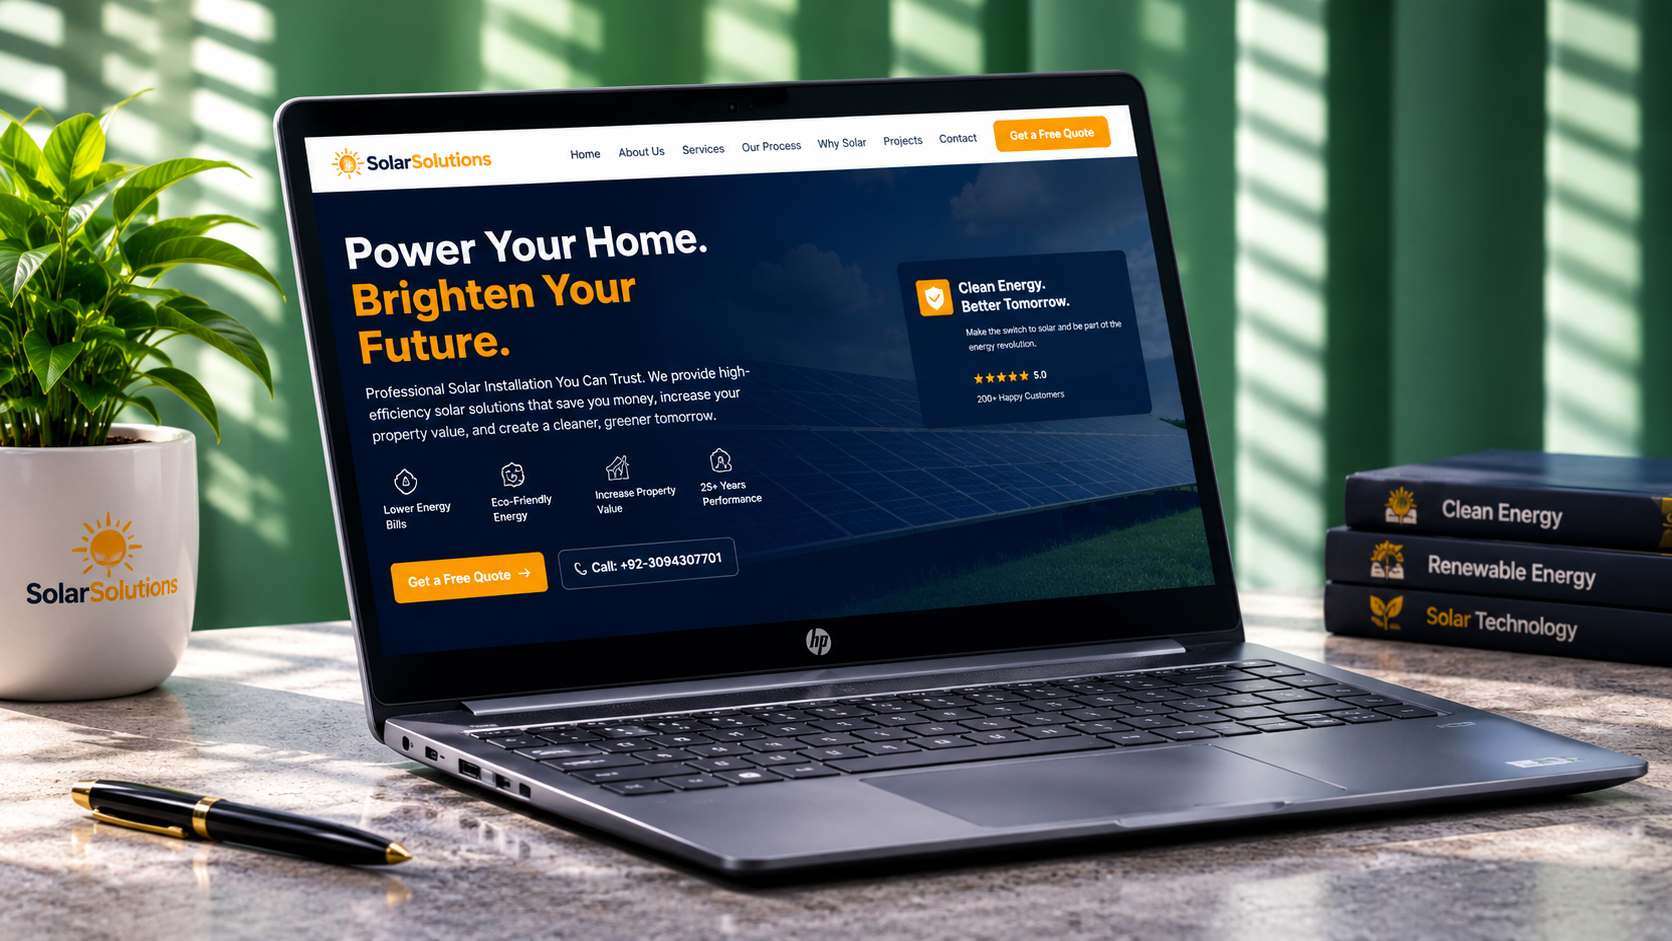 SolarSolutions
Home
About Us
Services
Our Process
Why Solar
Projects
Contact
Get a Free Quote
Power Your Home.
Brighten Your
Future.
Professional Solar Installation You Can Trust. We provide high-
efficiency solar solutions that save you money, increase your
property value, and create a cleaner, greener tomorrow.
Lower Energy
Bills
Eco-Friendly
Energy
Increase Property
Value
2S+ Years
Performance
Get a Free Quote →
Call: +92-3094307701
Clean Energy.
Better Tomorrow.
Make the switch to solar and be part of the
energy revolution.
★★★★★ 5.0
200+ Happy Customers
hp
SolarSolutions
Clean Energy
Renewable Energy
Solar Technology